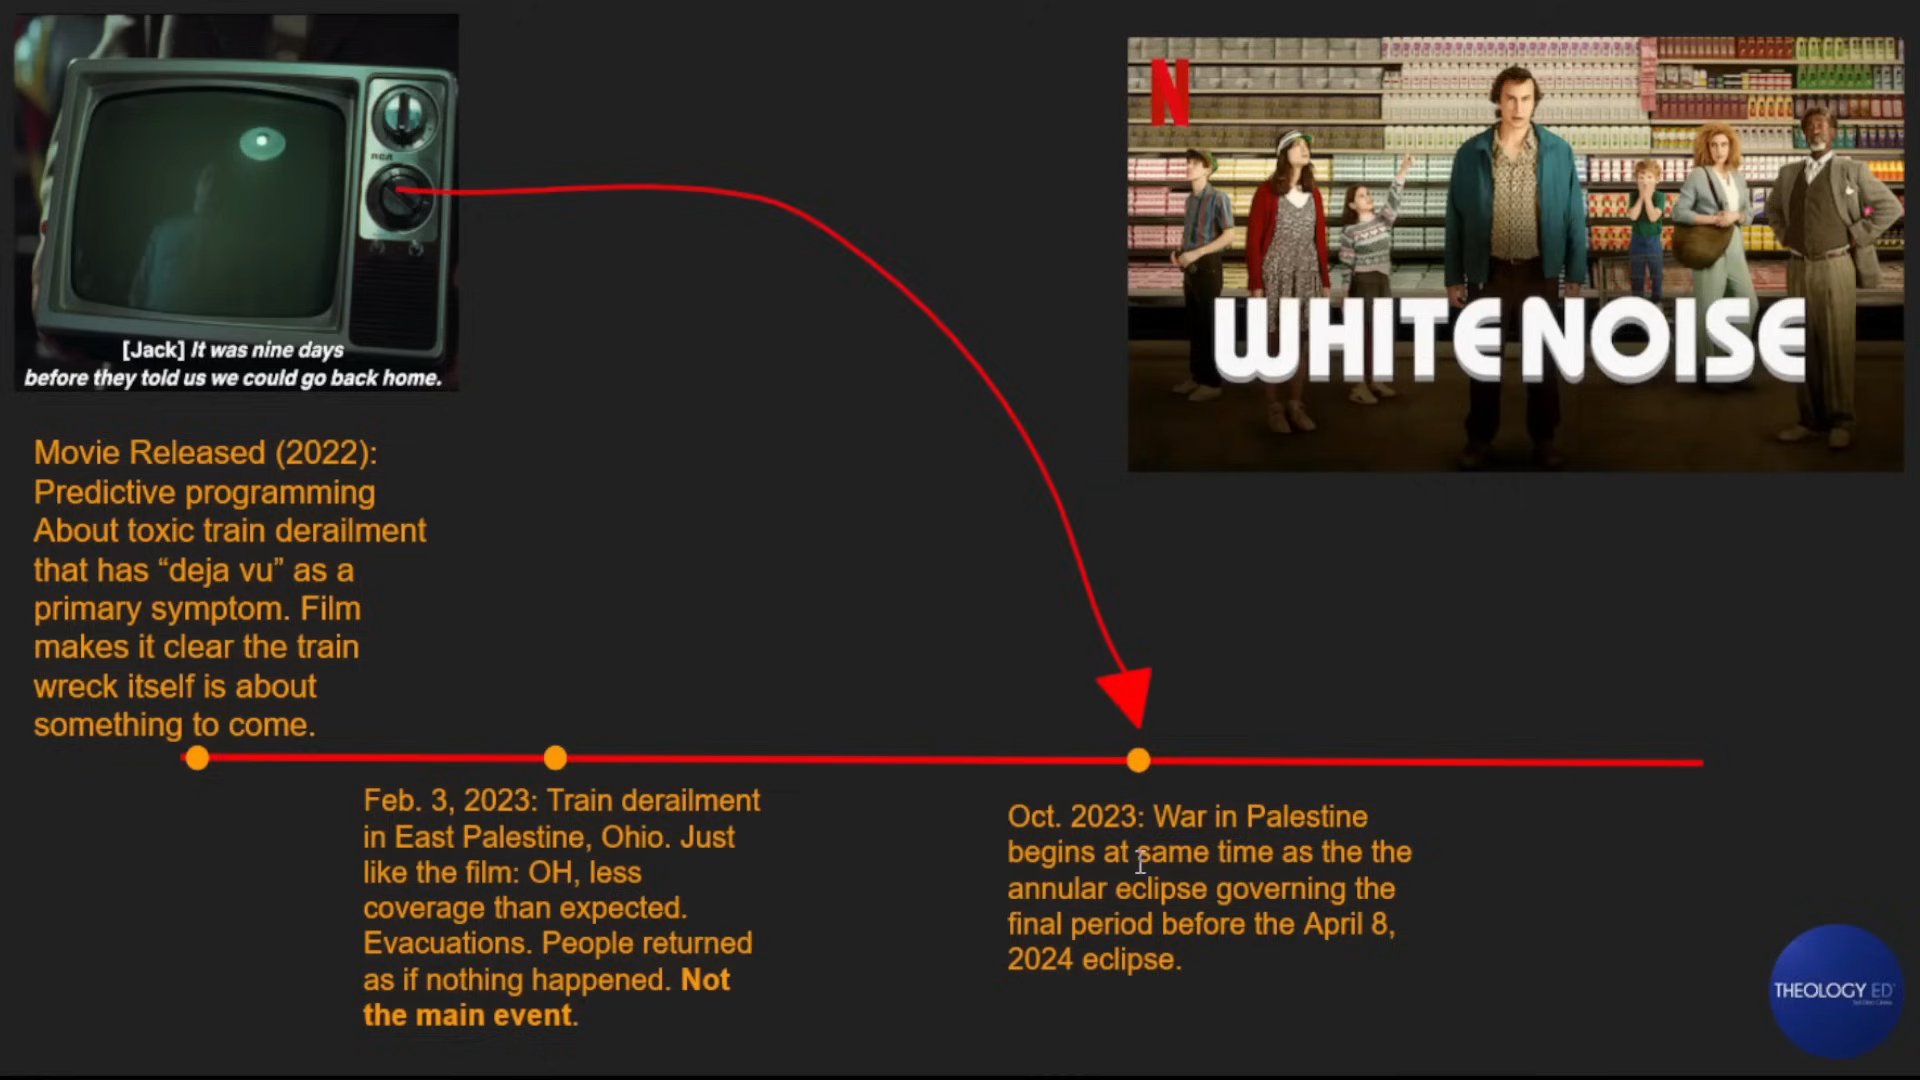 RCA
[Jack] It was nine days
before they told us we could go back home.
N
WHITE NOISE
Movie Released (2022):
Predictive programming
About toxic train derailment
that has “deja vu” as a
primary symptom. Film
makes it clear the train
wreck itself is about
something to come.
Feb. 3, 2023: Train derailment
in East Palestine, Ohio. Just
like the film: OH, less
coverage than expected.
Evacuations. People returned
as if nothing happened. Not
the main event.
Oct. 2023: War in Palestine
begins at same time as the the
annular eclipse governing the
final period before the April 8,
2024 eclipse.
THEOLOGY ED